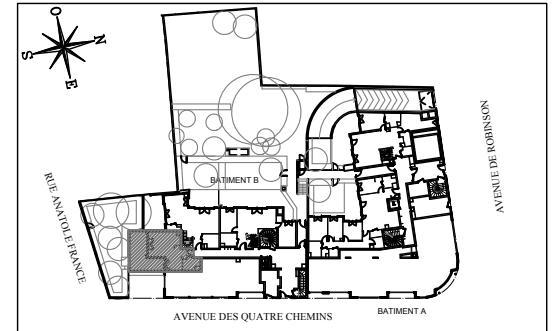 O
N
S
E
AVENUE DE ROBINSON
BATIMENT B
RUE ANATOLE FRANCE
BATIMENT A
AVENUE DES QUATRE CHEMINS